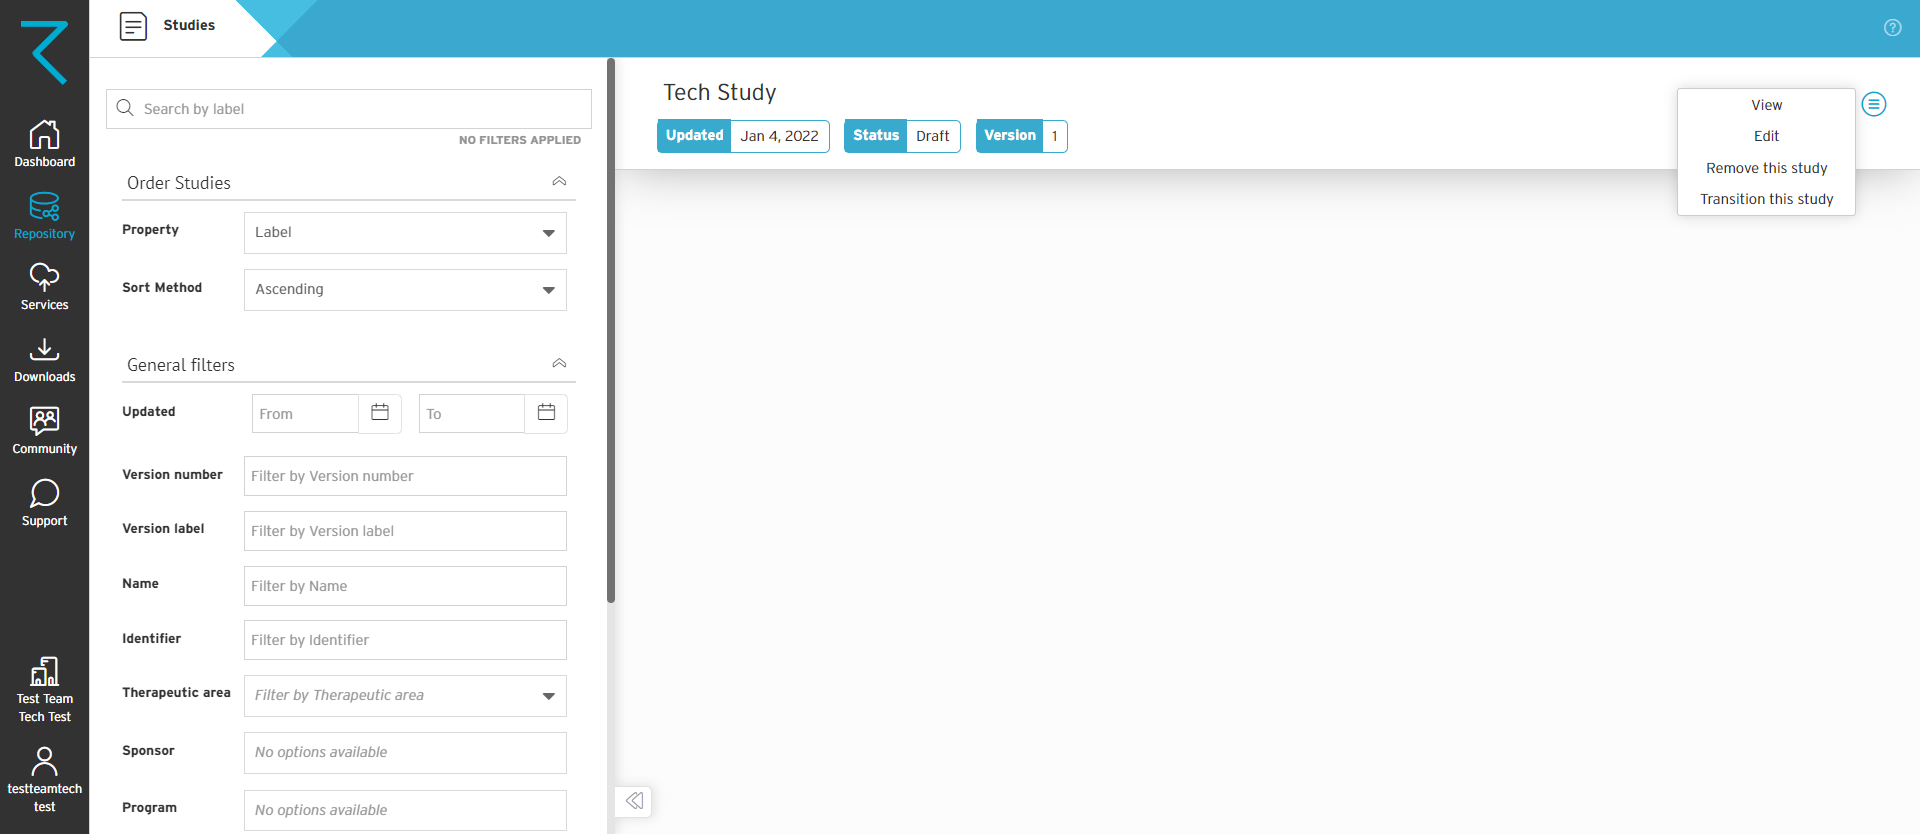 Studies
?
Dashboard
Repository
Services
Downloads
Community
Support
Test Team
Tech Test
testteamtech
test
Search by label
NO FILTERS APPLIED
Order Studies
Property
Label
Sort Method
Ascending
General filters
Updated
From
To
Version number
Filter by Version number
Version label
Filter by Version label
Name
Filter by Name
Identifier
Filter by Identifier
Therapeutic area
Filter by Therapeutic area
Sponsor
No options available
Program
No options available
Tech Study
Updated Jan 4, 2022 Status Draft Version 1
View
Edit
Remove this study
Transition this study